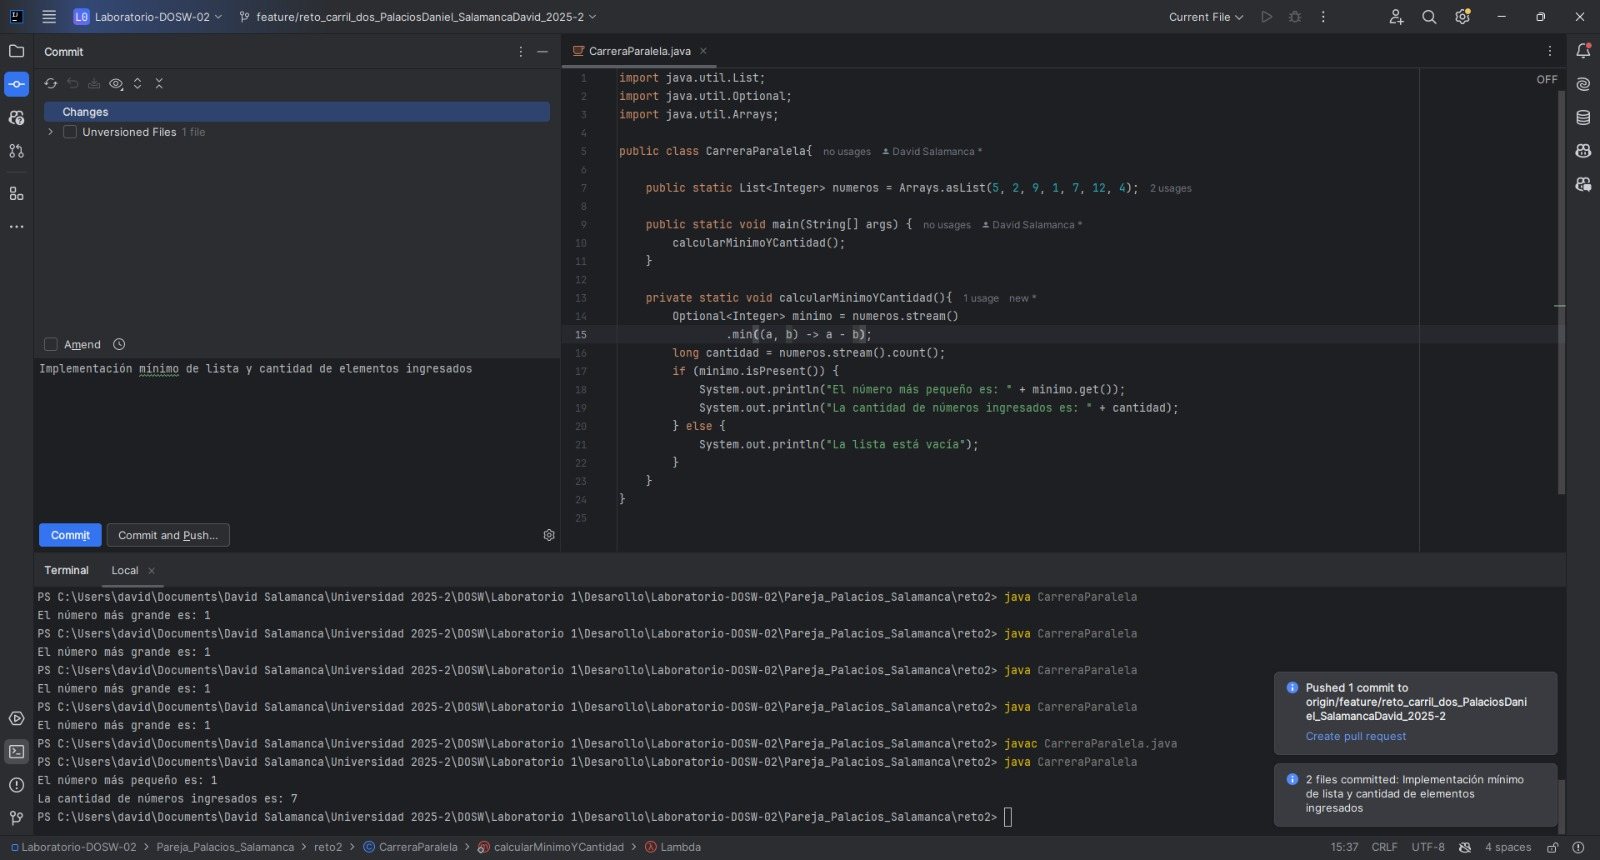 L0 Laboratorio-DOSW-02 feature/reto_carril_dos_PalaciosDaniel_SalamancaDavid_2025-2 Current File
Commit
Changes
Unversioned Files 1 file
Amend
Implementación mínimo de lista y cantidad de elementos ingresados
Commit Commit and Push...
CarreraParalela.java
OFF
1 import java.util.List;
2 import java.util.Optional;
3 import java.util.Arrays;
4
5 public class CarreraParalela{ no usages David Salamanca *
6
7 public static List<Integer> numeros = Arrays.asList(5, 2, 9, 1, 7, 12, 4); 2 usages
8
9 public static void main(String[] args) { no usages David Salamanca *
10 calcularMinimoYCantidad();
11 }
12
13 private static void calcularMinimoYCantidad(){ 1 usage new *
14 Optional<Integer> minimo = numeros.stream()
15 .min((a, b) -> a - b);
16 long cantidad = numeros.stream().count();
17 if (minimo.isPresent()) {
18 System.out.println("El número más pequeño es: " + minimo.get());
19 System.out.println("La cantidad de números ingresados es: " + cantidad);
20 } else {
21 System.out.println("La lista está vacía");
22 }
23 }
24 }
25
Terminal Local
PS C:\Users\david\Documents\David Salamanca\Universidad 2025-2\DOSW\Laboratorio 1\Desarollo\Laboratorio-DOSW-02\Pareja_Palacios_Salamanca\reto2> java CarreraParalela
El número más grande es: 1
PS C:\Users\david\Documents\David Salamanca\Universidad 2025-2\DOSW\Laboratorio 1\Desarollo\Laboratorio-DOSW-02\Pareja_Palacios_Salamanca\reto2> java CarreraParalela
El número más grande es: 1
PS C:\Users\david\Documents\David Salamanca\Universidad 2025-2\DOSW\Laboratorio 1\Desarollo\Laboratorio-DOSW-02\Pareja_Palacios_Salamanca\reto2> java CarreraParalela
El número más grande es: 1
PS C:\Users\david\Documents\David Salamanca\Universidad 2025-2\DOSW\Laboratorio 1\Desarollo\Laboratorio-DOSW-02\Pareja_Palacios_Salamanca\reto2> java CarreraParalela
El número más grande es: 1
PS C:\Users\david\Documents\David Salamanca\Universidad 2025-2\DOSW\Laboratorio 1\Desarollo\Laboratorio-DOSW-02\Pareja_Palacios_Salamanca\reto2> javac CarreraParalela.java
PS C:\Users\david\Documents\David Salamanca\Universidad 2025-2\DOSW\Laboratorio 1\Desarollo\Laboratorio-DOSW-02\Pareja_Palacios_Salamanca\reto2> java CarreraParalela
El número más pequeño es: 1
La cantidad de números ingresados es: 7
PS C:\Users\david\Documents\David Salamanca\Universidad 2025-2\DOSW\Laboratorio 1\Desarollo\Laboratorio-DOSW-02\Pareja_Palacios_Salamanca\reto2>
Pushed 1 commit to
origin/feature/reto_carril_dos_PalaciosDani
el_SalamancaDavid_2025-2
Create pull request
2 files committed: Implementación mínimo
de lista y cantidad de elementos
ingresados
Laboratorio-DOSW-02 > Pareja_Palacios_Salamanca > reto2 > CarreraParalela > calcularMinimoYCantidad > Lambda 15:37 CRLF UTF-8 4 spaces